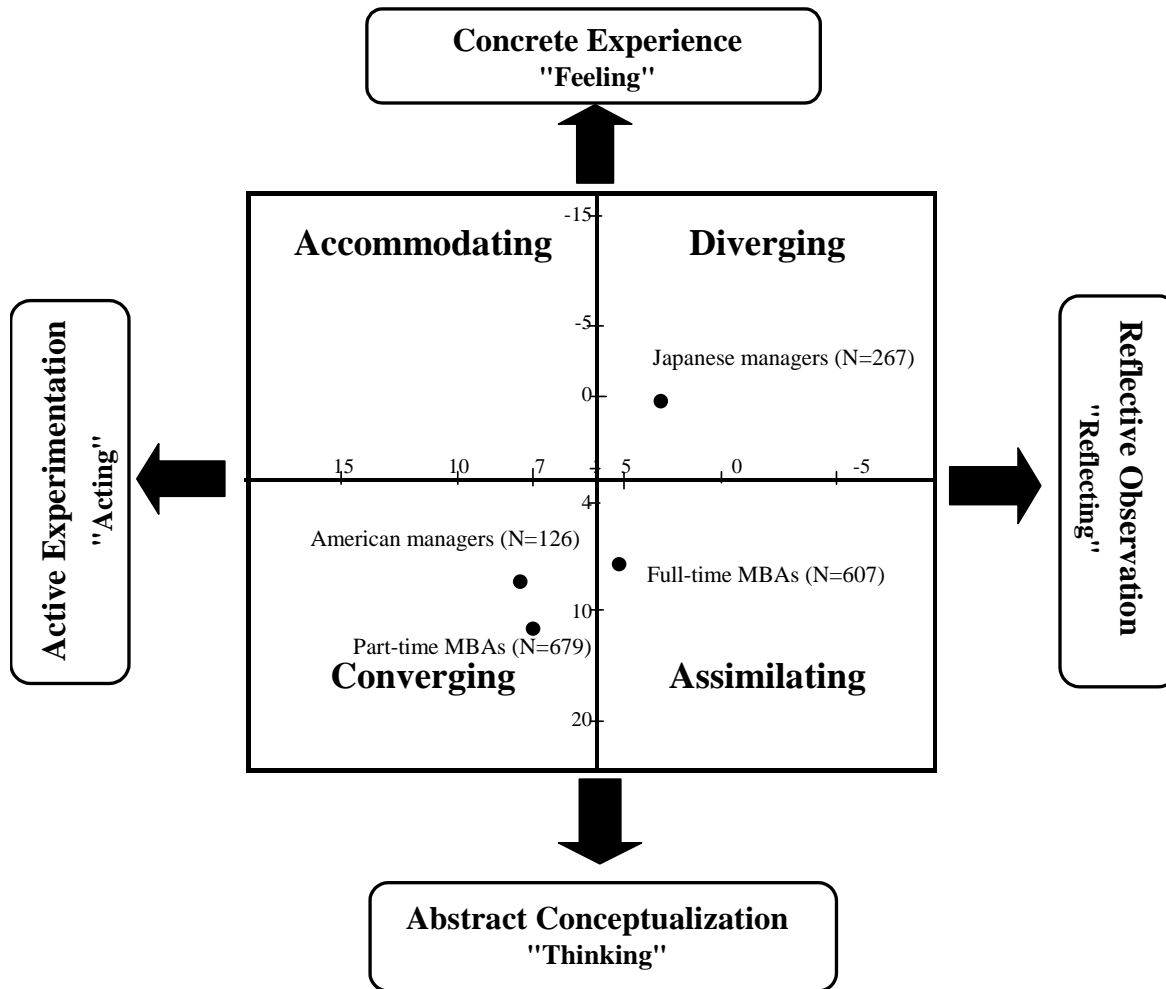 Concrete Experience
"Feeling"
Accommodating
Diverging
-15
-5
Japanese managers (N=267)
0
Active Experimentation
"Acting"
Reflective Observation
"Reflecting"
15 10 7 5 0 -5
4
American managers (N=126)
Full-time MBAs (N=607)
10
Part-time MBAs (N=679)
Converging
Assimilating
20
Abstract Conceptualization
"Thinking"